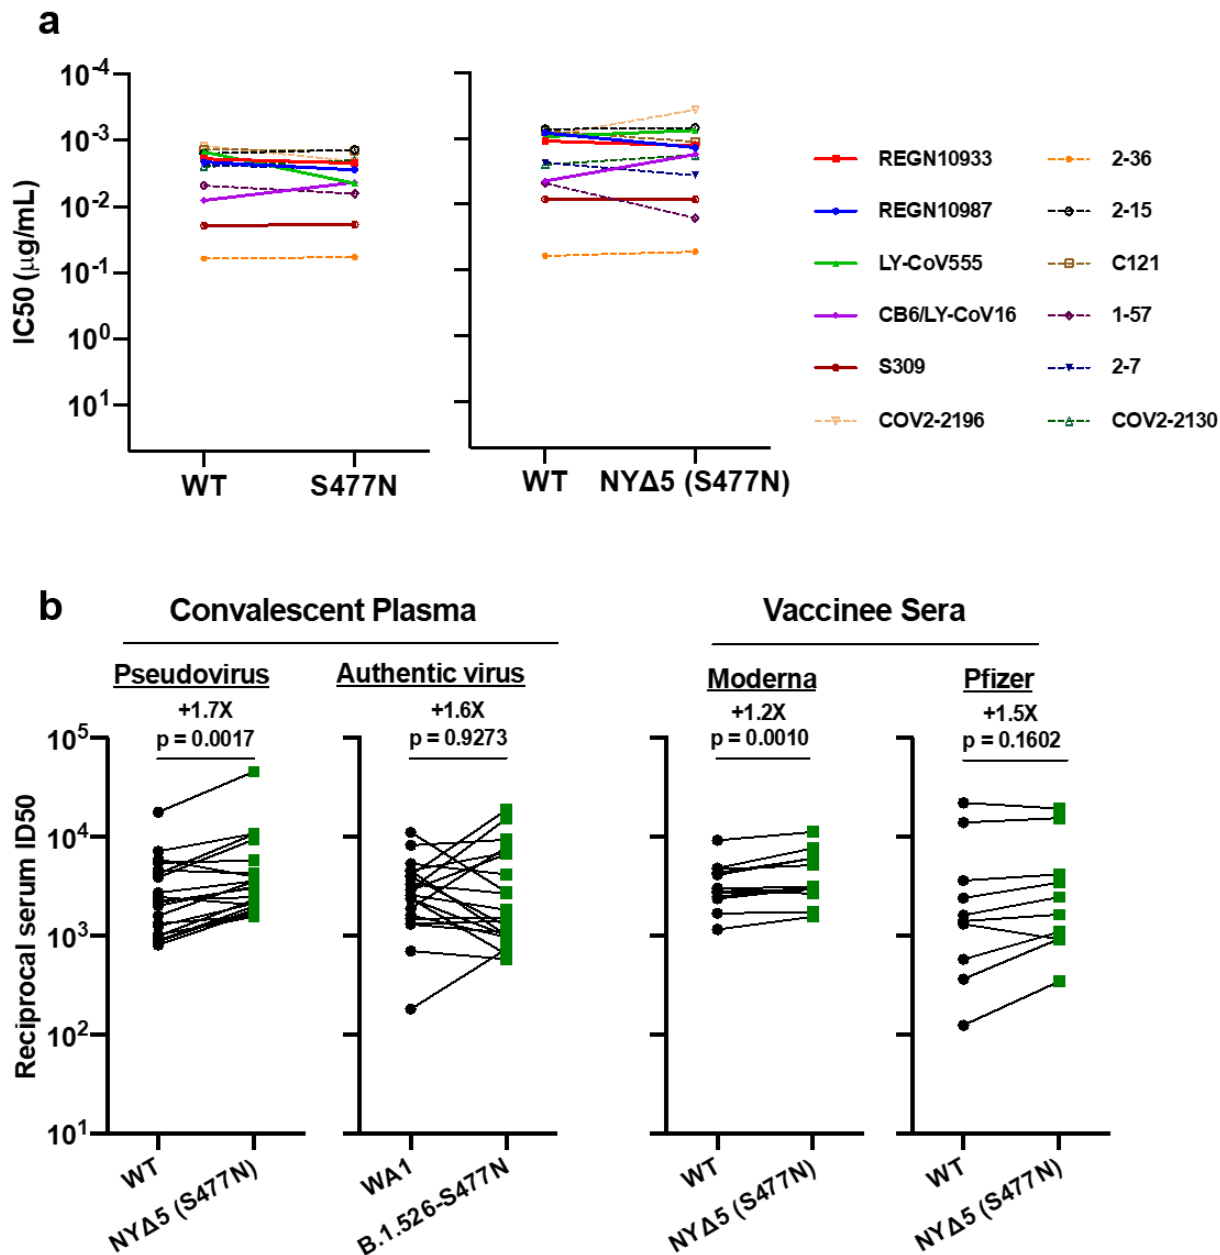 a
10-4
10-3
10-2
10-1
100
101
IC50 (μg/mL)
WT S477N
WT NYΔ5 (S477N)
REGN10933
REGN10987
LY-CoV555
CB6/LY-CoV16
S309
COV2-2196
2-36
2-15
C121
1-57
2-7
COV2-2130
b
Convalescent Plasma
Vaccinee Sera
Pseudovirus
+1.7X
p = 0.0017
Authentic virus
+1.6X
p = 0.9273
Moderna
+1.2X
p = 0.0010
Pfizer
+1.5X
p = 0.1602
105
104
103
102
101
Reciprocal serum ID50
WT
NYΔ5 (S477N)
WA1
B.1.526-S477N
WT
NYΔ5 (S477N)
WT
NYΔ5 (S477N)